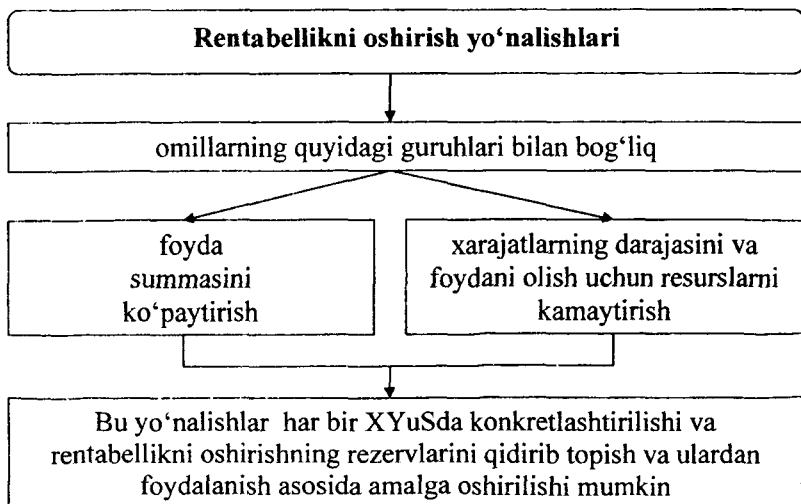 Rentabellikni oshirish yo‘nalishlari
omillarning quyidagi guruhlari bilan bog‘liq
foyda
summasini
ko‘paytirish
xarajatlarning darajasini va
foydani olish uchun resurslarni
kamaytirish
Bu yo‘nalishlar har bir XYuSda konkretlashtirilishi va
rentabellikni oshirishning rezervlarini qidirib topish va ulardan
foydalanish asosida amalga oshirilishi mumkin